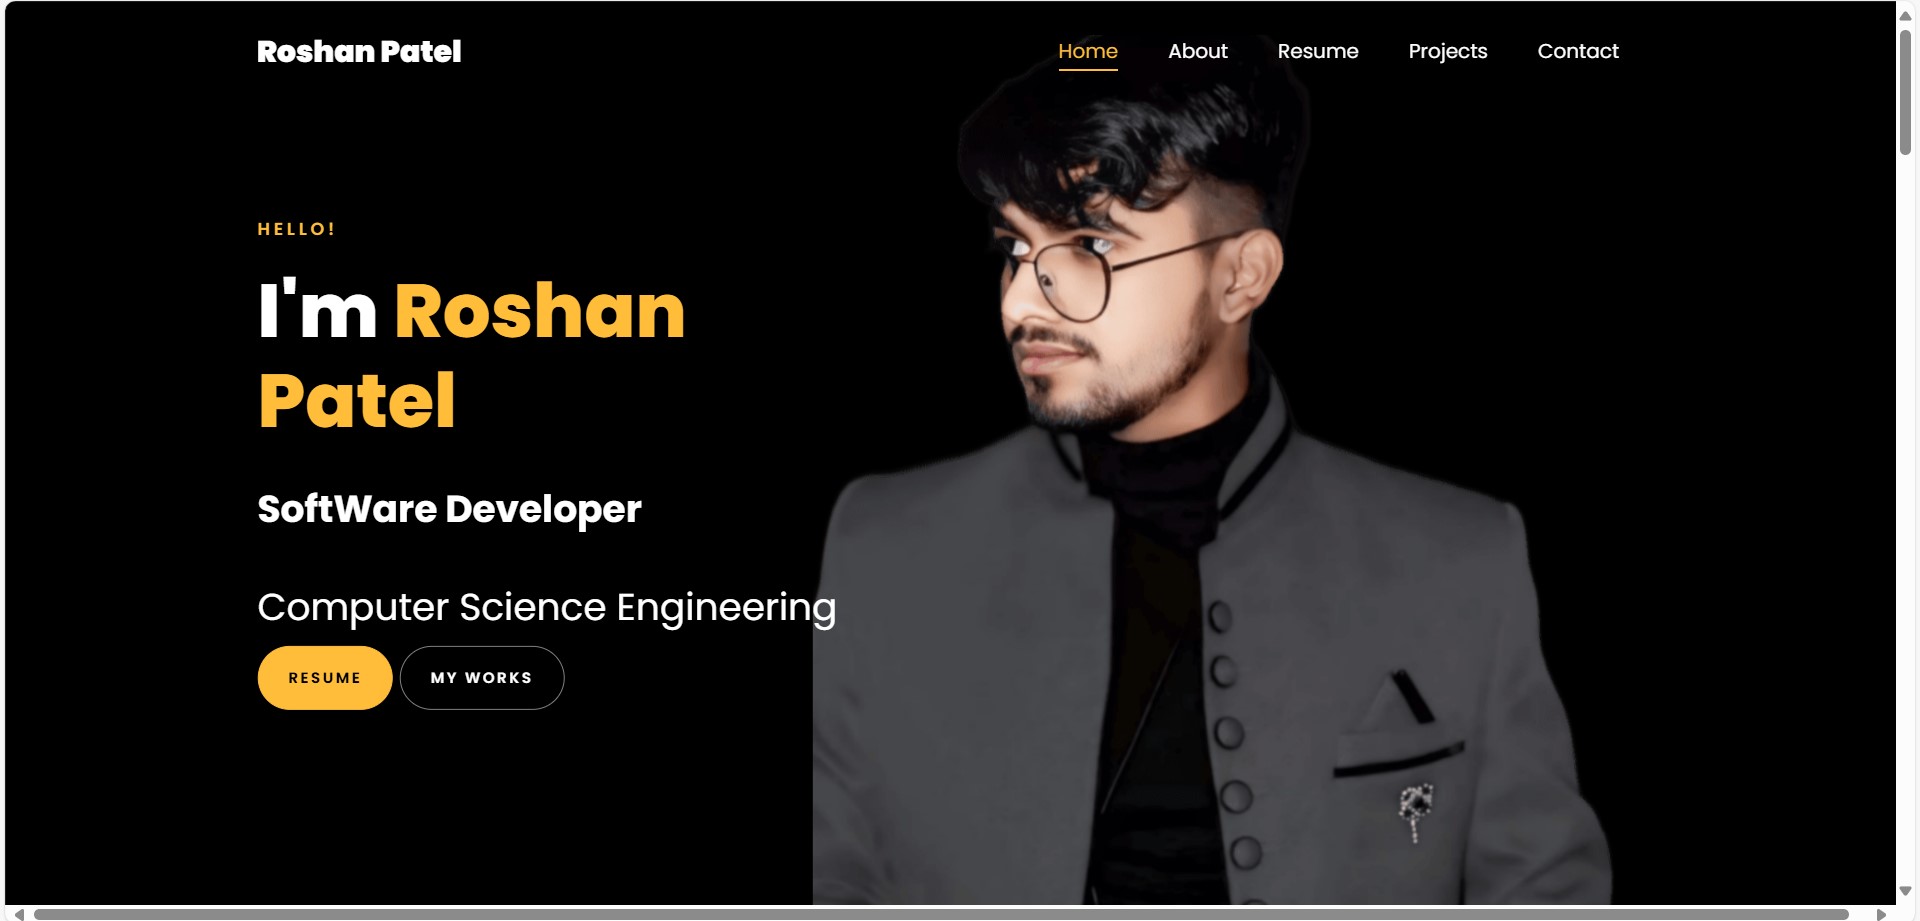 Roshan Patel
Home About Resume Projects Contact
HELLO!
I'm Roshan
Patel
SoftWare Developer
Computer Science Engineering
RESUME MY WORKS